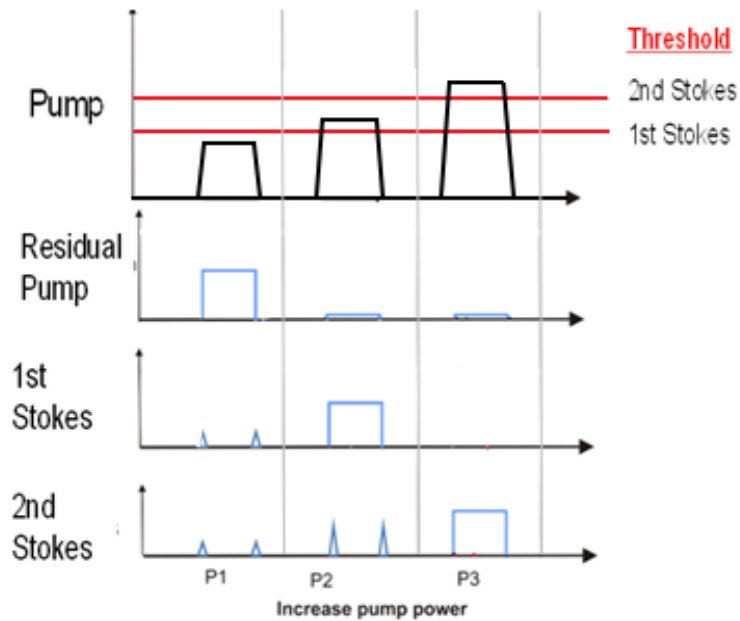 Threshold
2nd Stokes
Pump
1st Stokes
Residual
Pump
1st
Stokes
2nd
Stokes
P1
P2
P3
Increase pump power